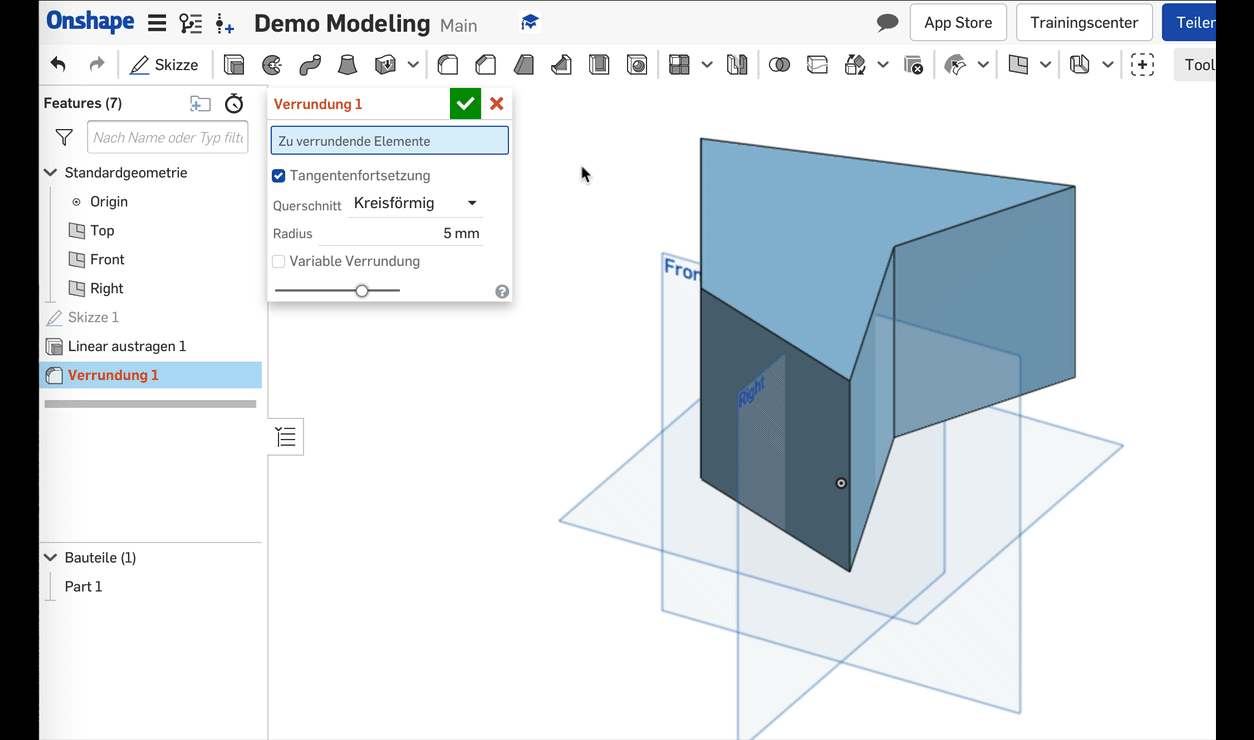 Onshape Demo Modeling Main App Store Trainingscenter Teiler
Skizze Tool
Features (7)
Nach Name oder Typ filte
Standardgeometrie
Origin
Top
Front
Right
Skizze 1
Linear austragen 1
Verrundung 1
Bauteile (1)
Part 1
Verrundung 1
Zu verrundende Elemente
Tangentenfortsetzung
Querschnitt Kreisförmig
Radius 5 mm
Variable Verrundung
Fron
Right